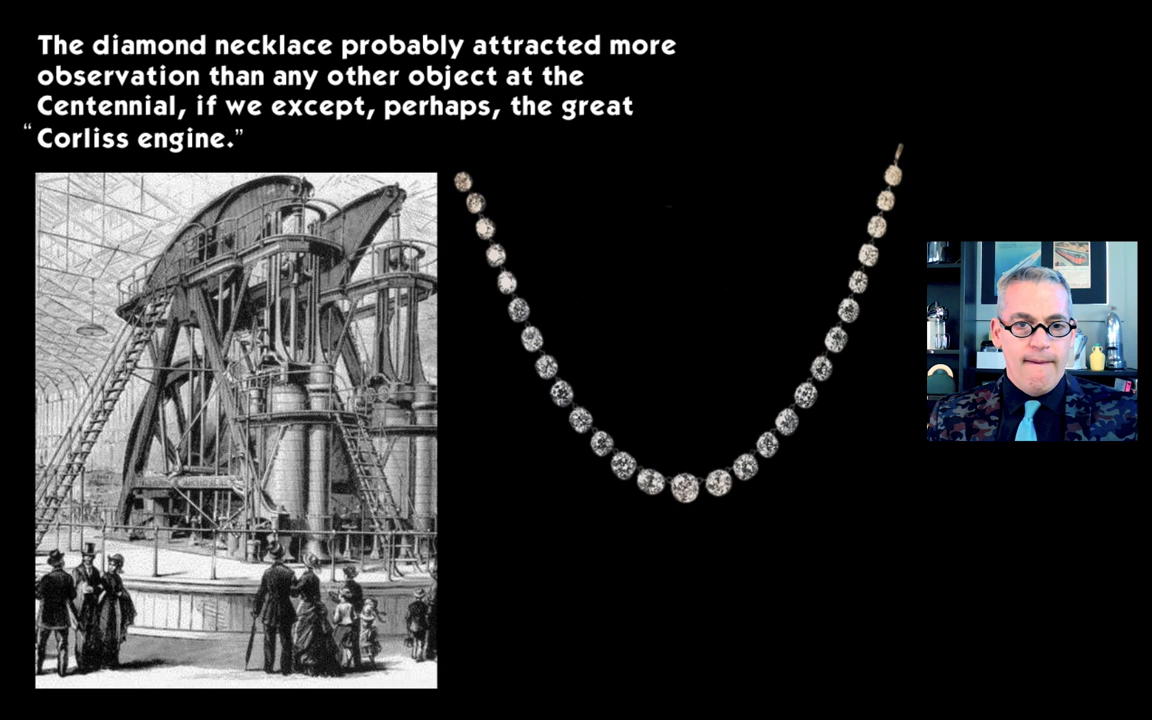 The diamond necklace probably attracted more
observation than any other object at the
Centennial, if we except, perhaps, the great
“Corliss engine.”